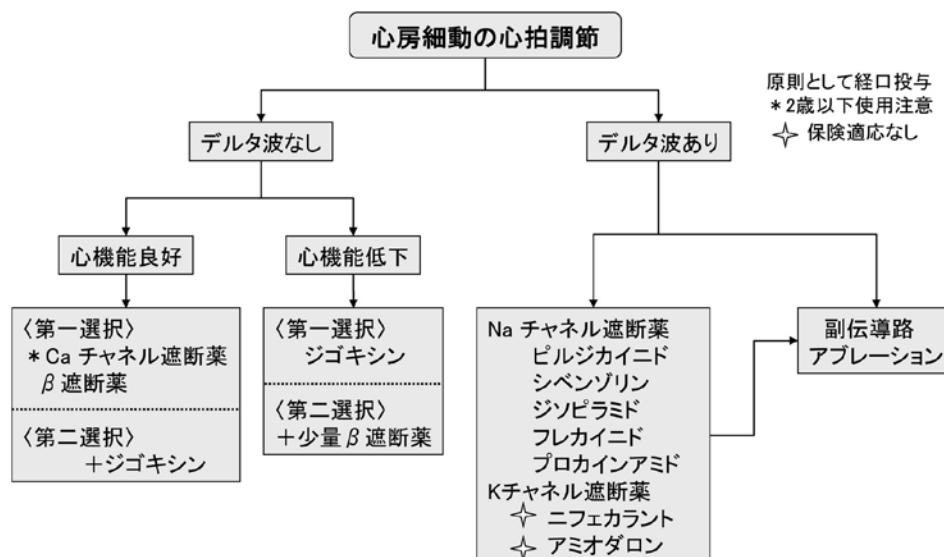 心房細動の心拍調節
原則として経口投与
*2歳以下使用注意
✧ 保険適応なし
デルタ波なし
デルタ波あり
心機能良好
心機能低下
〈第一選択〉
*Ca チャネル遮断薬
β遮断薬
〈第二選択〉
+ジゴキシン
〈第一選択〉
ジゴキシン
〈第二選択〉
+少量β遮断薬
Na チャネル遮断薬
ピルジカイニド
シベンゾリン
ジソピラミド
フレカイニド
プロカインアミド
Kチャネル遮断薬
✧ ニフェカラント
✧ アミオダロン
副伝導路
アブレーション